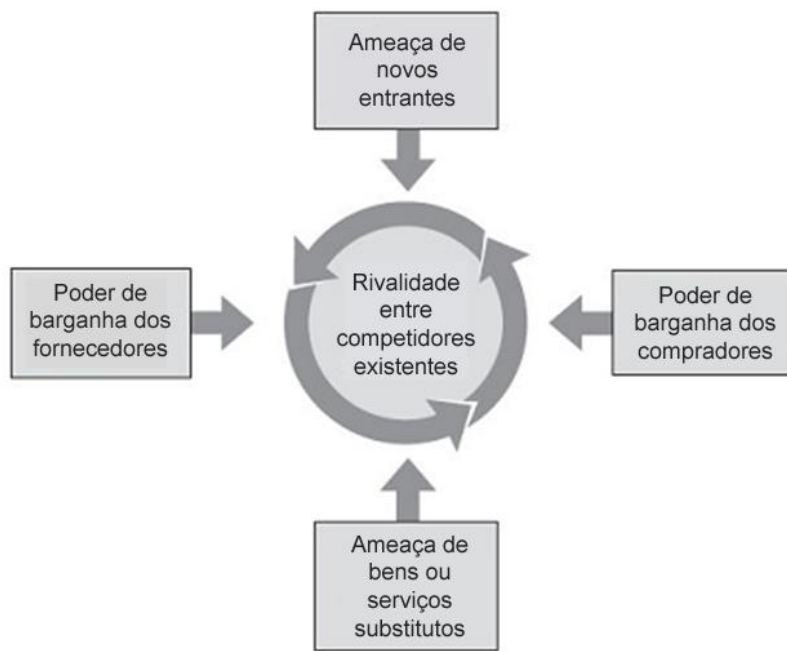 Ameaça de
novos
entrantes
Poder de
barganha dos
fornecedores
Rivalidade
entre
competidores
existentes
Poder de
barganha dos
compradores
Ameaça de
bens ou
serviços
substitutos